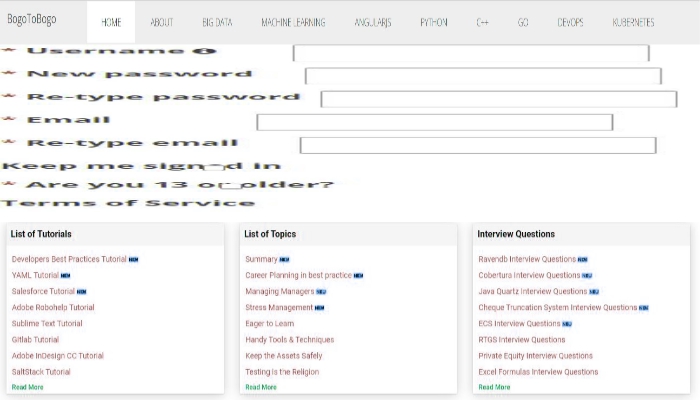 BogoToBogo HOME ABOUT BIG DATA MACHINE LEARNING ANGULARJS PYTHON C++ GO DEVOPS KUBERNETES
* Username
* New password
* Re-type password
* Email
* Re-type email
Keep me signed in
* Are you 13 or older?
Terms of Service
List of Tutorials
Developers Best Practices Tutorial NEW
YAML Tutorial NEW
Salesforce Tutorial NEW
Adobe Robohelp Tutorial
Sublime Text Tutorial
Gitlab Tutorial
Adobe InDesign CC Tutorial
SaltStack Tutorial
Read More
List of Topics
Summary NEW
Career Planning in best practice NEW
Managing Managers NEW
Stress Management NEW
Eager to Learn
Handy Tools & Techniques
Keep the Assets Safely
Testing Is the Religion
Read More
Interview Questions
Ravendb Interview Questions NEW
Cobertura Interview Questions NEW
Java Quartz Interview Questions NEW
Cheque Truncation System Interview Questions NEW
ECS Interview Questions NEW
RTGS Interview Questions
Private Equity Interview Questions
Excel Formulas Interview Questions
Read More